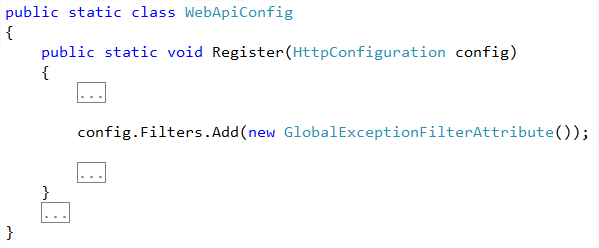 public static class WebApiConfig
{
    public static void Register(HttpConfiguration config)
    {
        ...
        config.Filters.Add(new GlobalExceptionFilterAttribute());
        ...
    }
    ...
}